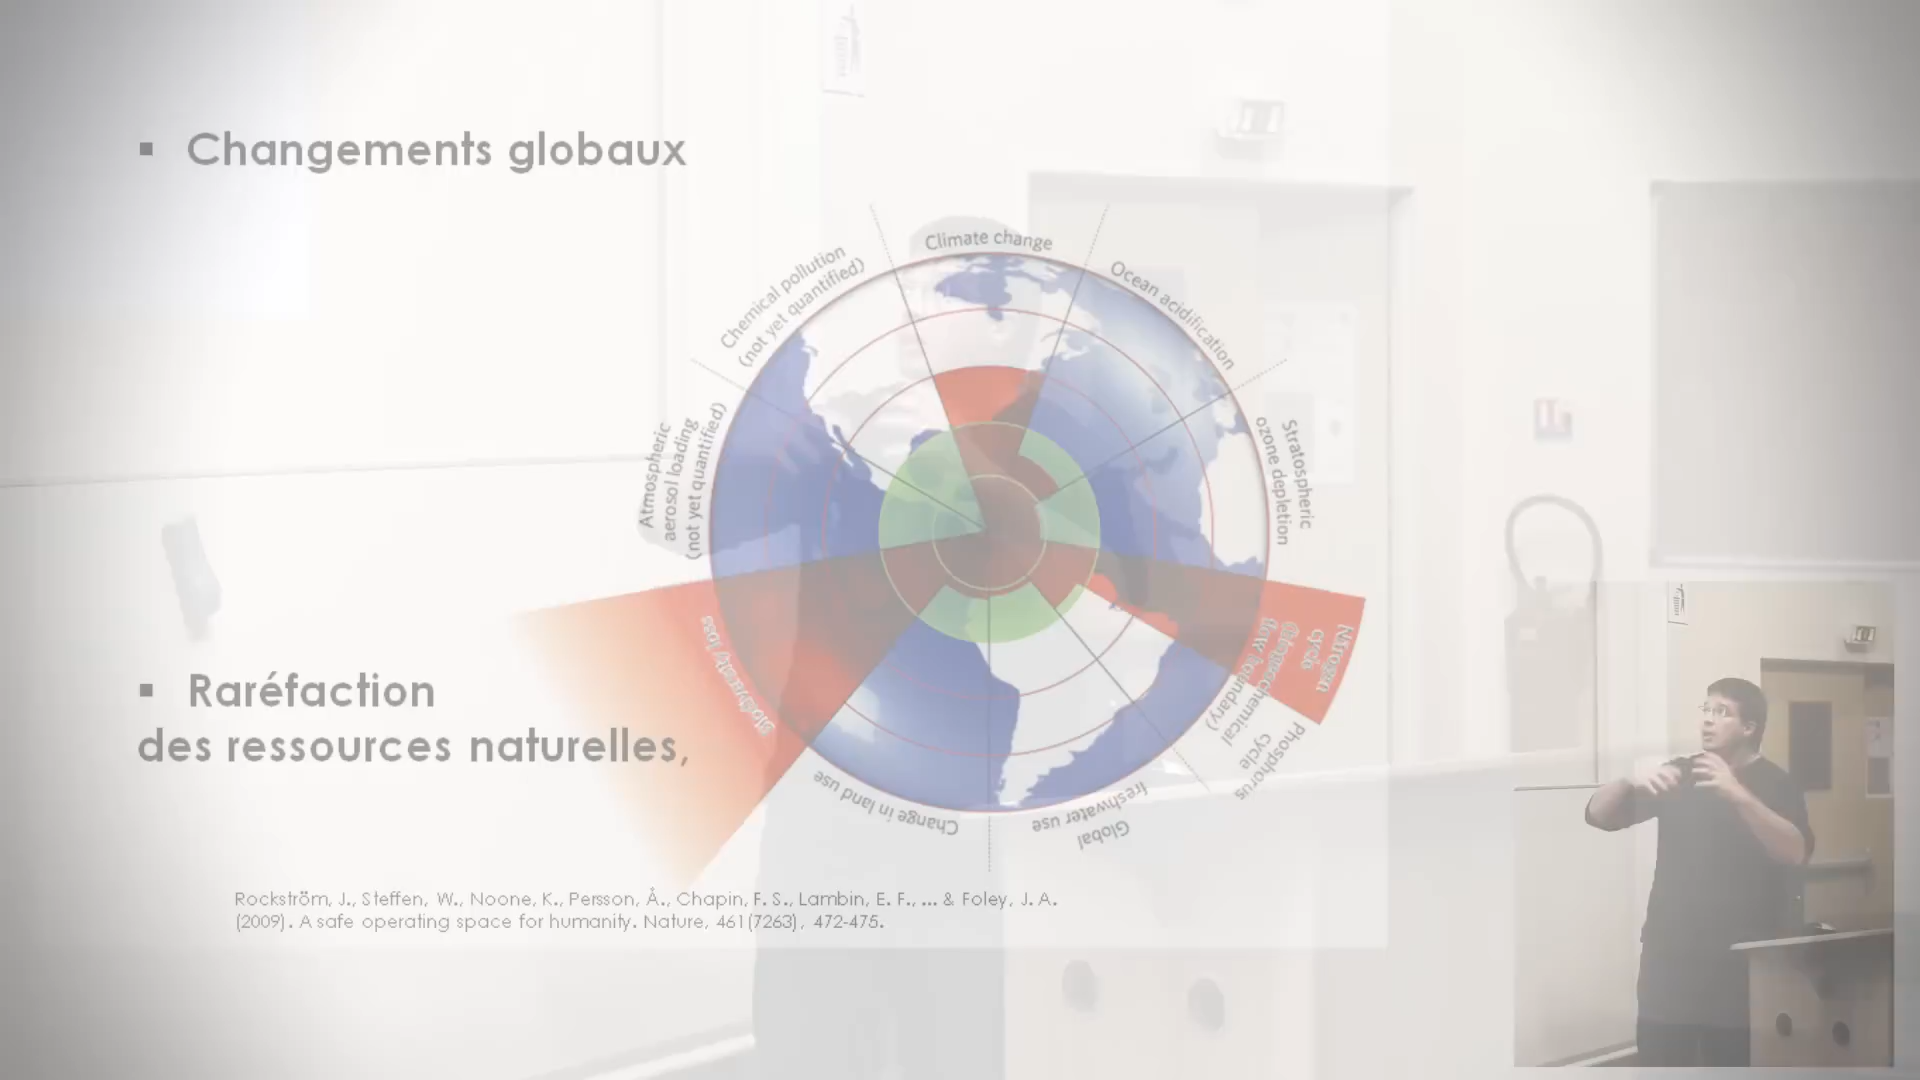 ▪ Changements globaux
Climate change
Ocean acidification
Stratospheric
ozone depletion
Nitrogen
cycle
(Biogeochemical
flow boundary)
Phosphorus
cycle
Global
freshwater use
Change in land use
Biodiversity loss
Atmospheric
aerosol loading
(not yet quantified)
Chemical pollution
(not yet quantified)
▪ Raréfaction
des ressources naturelles,
Rockström, J., Steffen, W., Noone, K., Persson, Å., Chapin, F. S., Lambin, E. F., ... & Foley, J. A.
(2009). A safe operating space for humanity. Nature, 461(7263), 472-475.